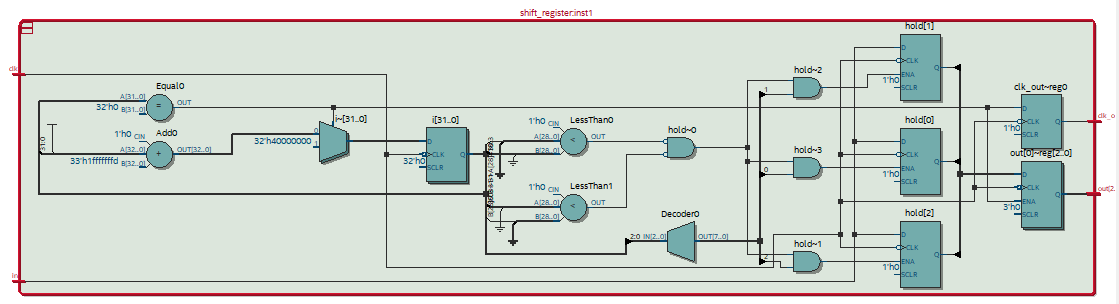 shift_register:inst1
hold[1]
D
CLK
Q
ENA
1'h0
SCLR
clk
Equal0
A[31..0]
=
OUT
32'h0
B[31..0]
hold~2
1
clk_out~reg0
D
CLK
Q
1'h0
SCLR
clk_o
1'h0
CIN
Add0
A[32..0]
+
OUT[32..0]
33'h1fffffffd
B[32..0]
31:0
i~[31..0]
0
32'h40000000
1
i[31..0]
D
CLK
Q
32'h0
SCLR
1'h0
CIN
LessThan0
A[28..0]
<
OUT
B[28..0]
hold~0
hold[0]
D
CLK
Q
ENA
1'h0
SCLR
hold~3
0
out[0]~reg[2..0]
D
CLK
Q
ENA
3'h0
SCLR
out[2.
1'h0
CIN
LessThan1
A[28..0]
<
OUT
B[28..0]
Decoder0
2:0
IN[2..0]
OUT[7..0]
hold~1
2
hold[2]
D
CLK
Q
ENA
1'h0
SCLR
in